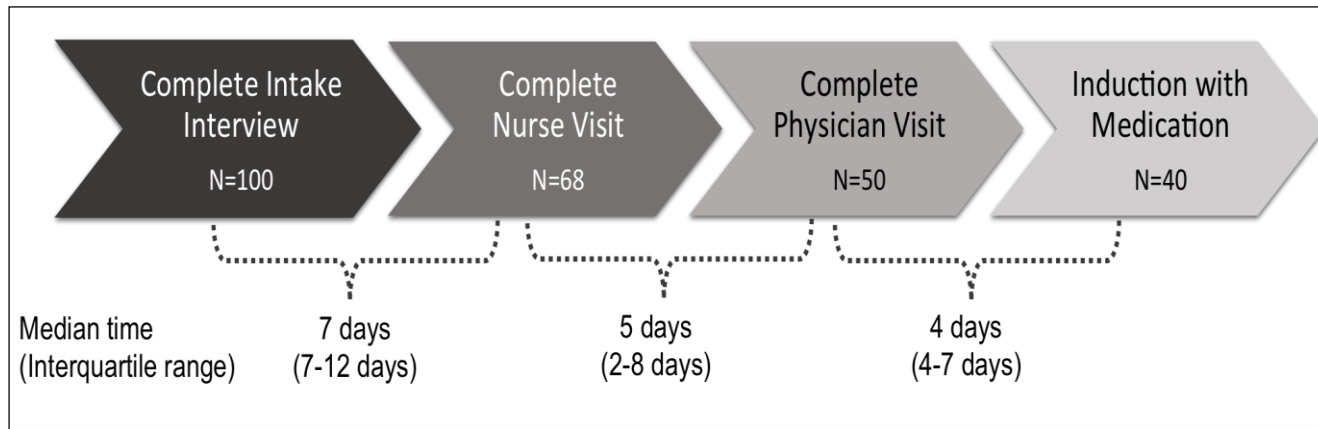 Complete Intake
Interview
N=100
Complete
Nurse Visit
N=68
Complete
Physician Visit
N=50
Induction with
Medication
N=40
Median time
(Interquartile range)
7 days
(7-12 days)
5 days
(2-8 days)
4 days
(4-7 days)